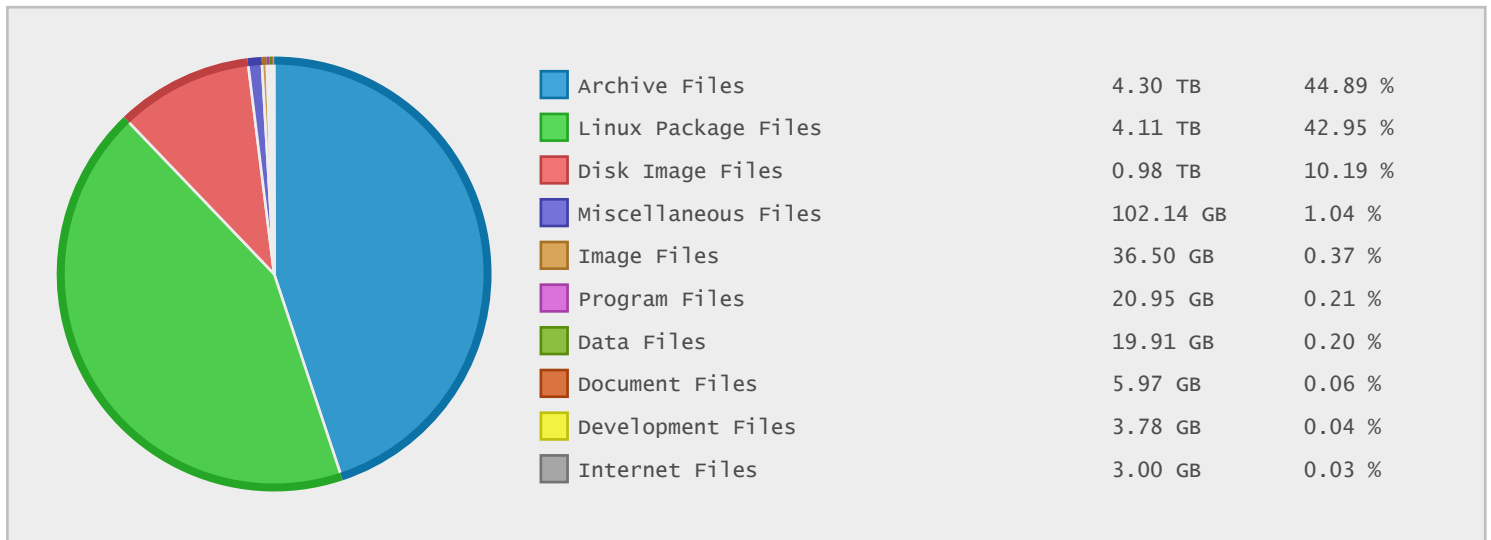 Archive Files 4.30 TB 44.89 %
Linux Package Files 4.11 TB 42.95 %
Disk Image Files 0.98 TB 10.19 %
Miscellaneous Files 102.14 GB 1.04 %
Image Files 36.50 GB 0.37 %
Program Files 20.95 GB 0.21 %
Data Files 19.91 GB 0.20 %
Document Files 5.97 GB 0.06 %
Development Files 3.78 GB 0.04 %
Internet Files 3.00 GB 0.03 %